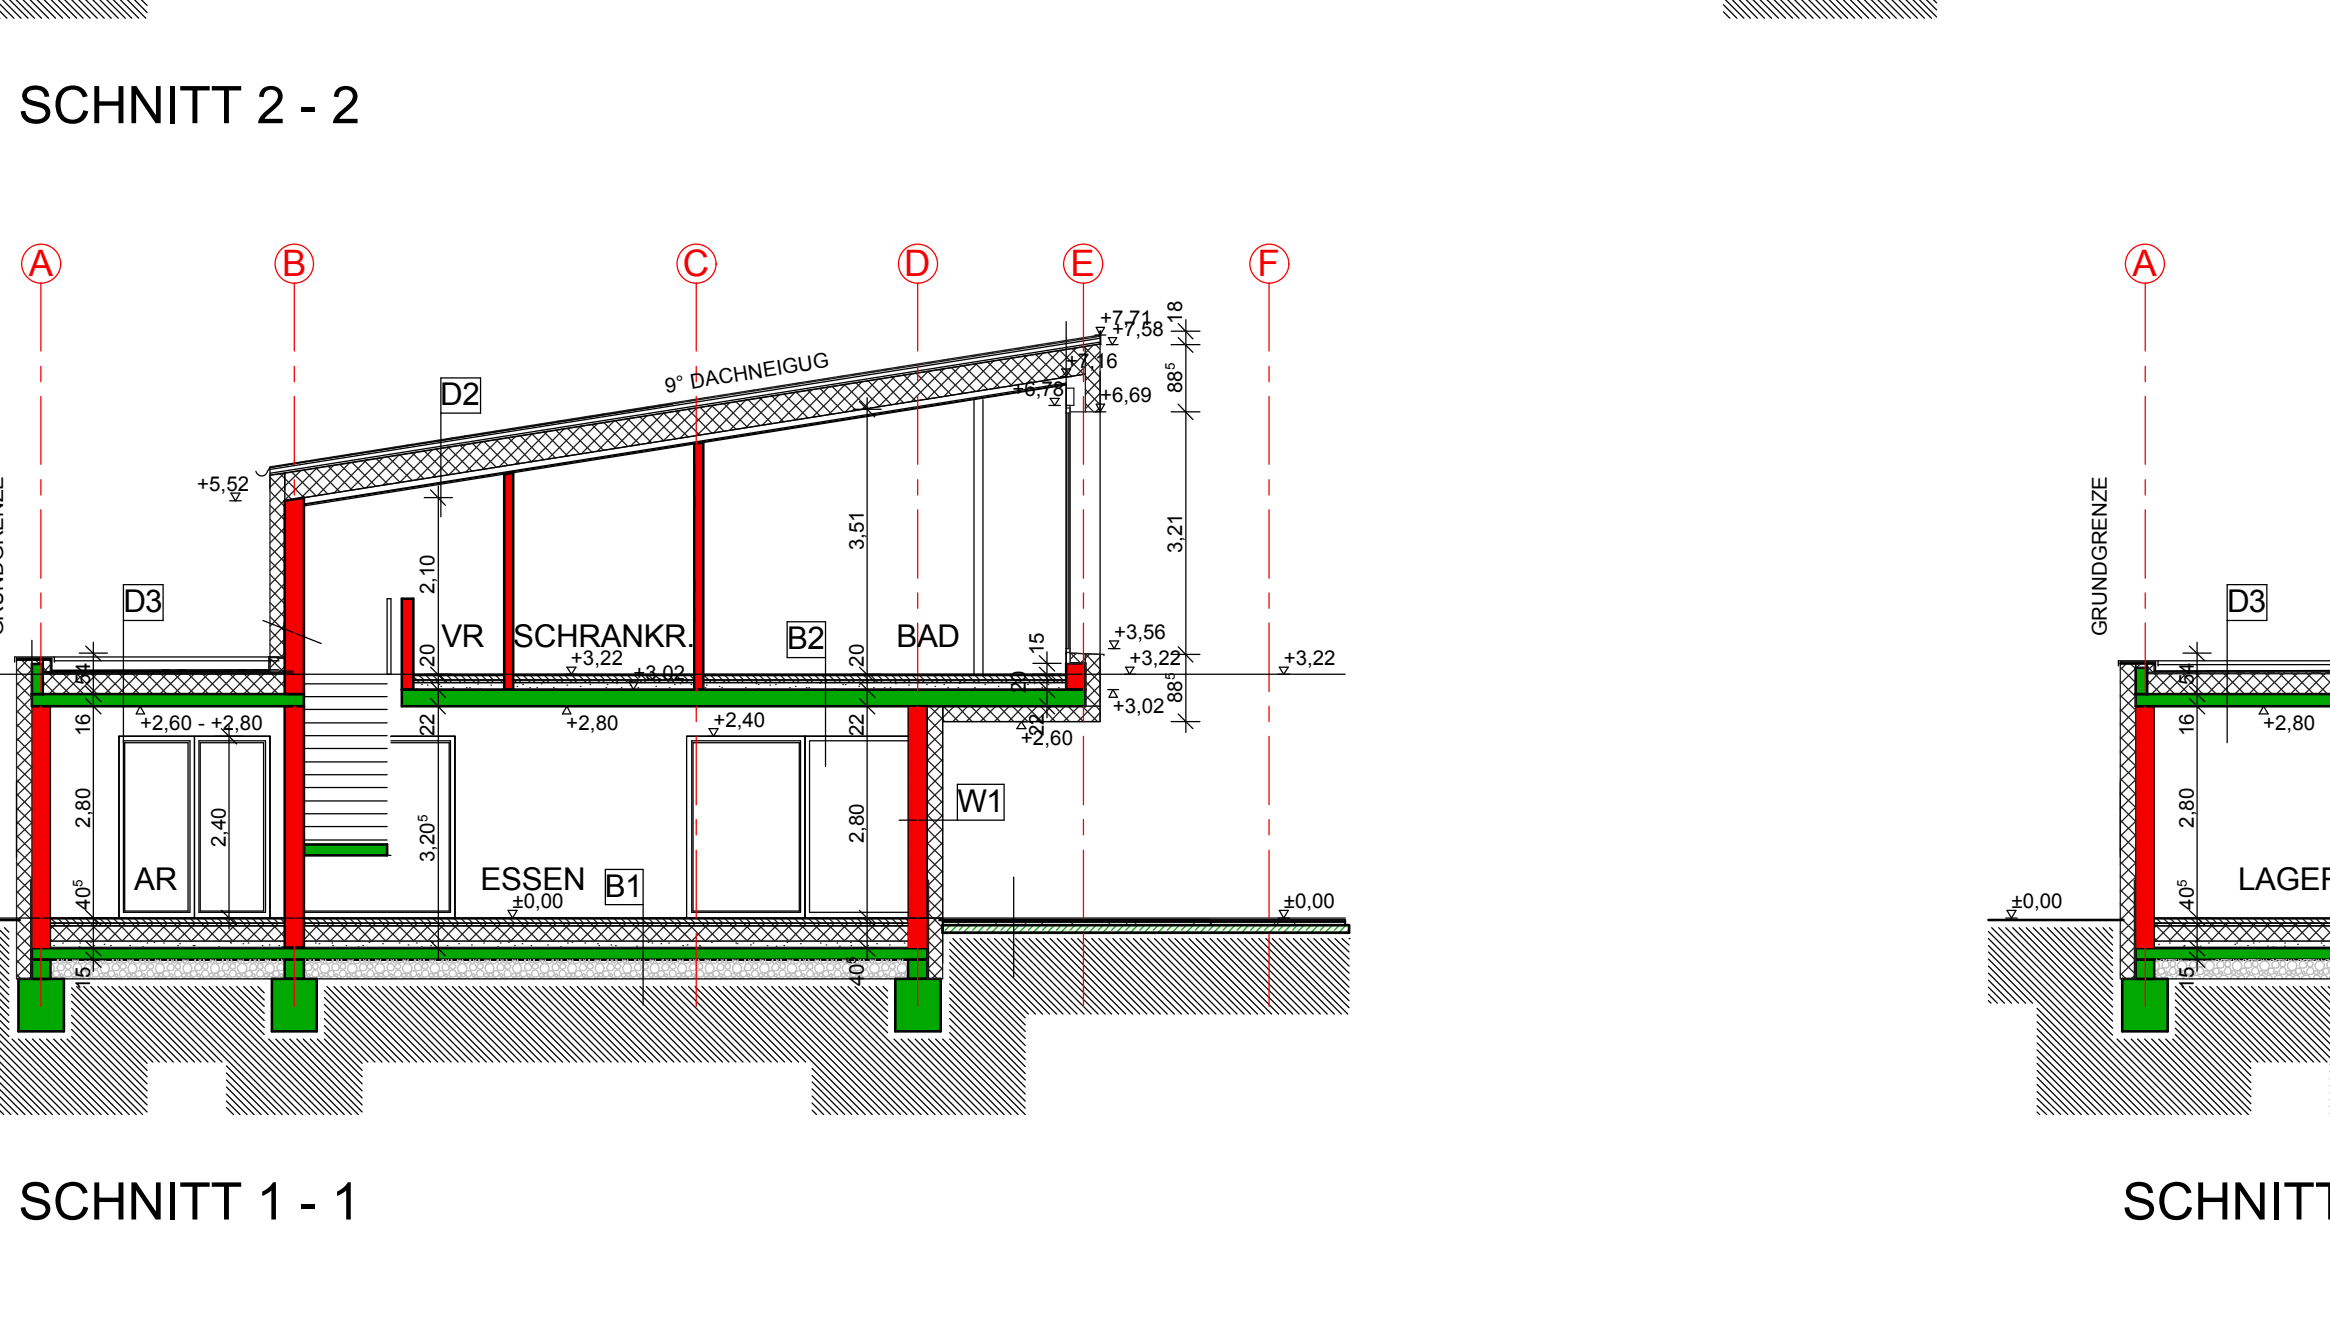 SCHNITT 2 - 2
A
B
C
D
E
F
A
+7,71
+7,58
18
9° DACHNEIGUG
+7,16
+6,78
+6,69
88⁵
D2
+5,52
GRUNDGRENZE
3,51
3,21
2,10
D3
D3
VR
SCHRANKR.
B2
BAD
15
+3,56
20
+3,22
+3,02
20
20
+3,22
+3,22
88⁵
+3,02
54
54
16
+2,60 - +2,80
22
+2,80
+2,40
22
22
+2,60
16
+2,80
2,80
2,40
3,20⁵
2,80
W1
2,80
AR
ESSEN
B1
40⁵
±0,00
±0,00
±0,00
40⁵
15
40⁵
15
SCHNITT 1 - 1
SCHNITT